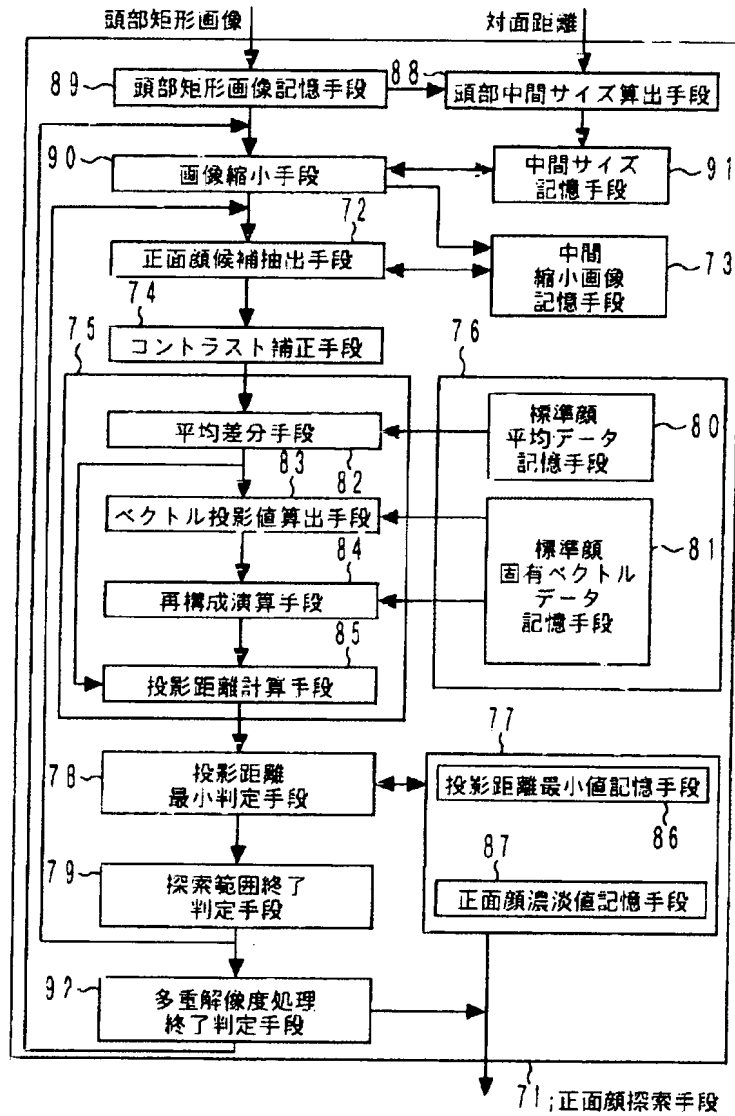 頭部矩形画像
対面距離
89
頭部矩形画像記憶手段
88
頭部中間サイズ算出手段
90
画像縮小手段
中間サイズ
記憶手段
91
72
正面顔候補抽出手段
中間
縮小画像
記憶手段
73
74
コントラスト補正手段
75
76
平均差分手段
82
標準顔
平均データ
記憶手段
80
83
ベクトル投影値算出手段
標準顔
固有ベクトル
データ
記憶手段
81
84
再構成演算手段
85
投影距離計算手段
77
78
投影距離
最小判定手段
投影距離最小値記憶手段
86
79
探索範囲終了
判定手段
87
正面顔濃淡値記憶手段
92
多重解像度処理
終了判定手段
71;正面顔探索手段